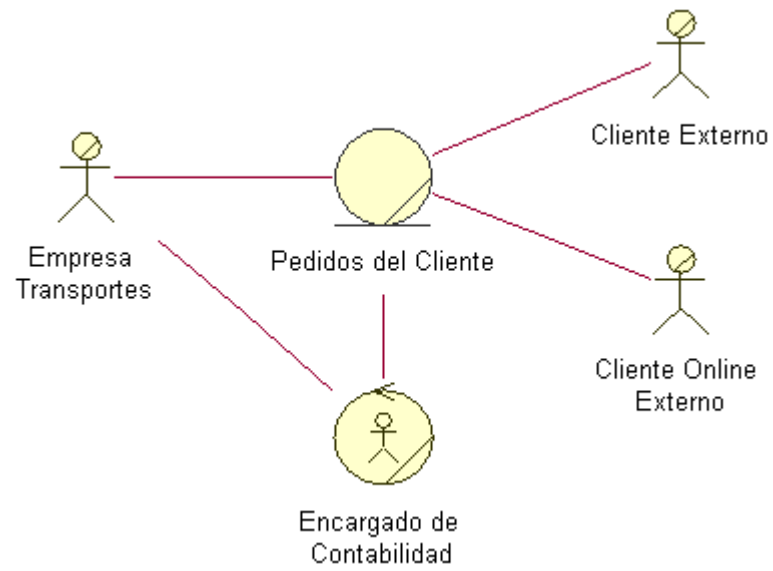 Cliente Externo
Empresa
Transportes
Pedidos del Cliente
Cliente Online
Externo
Encargado de
Contabilidad